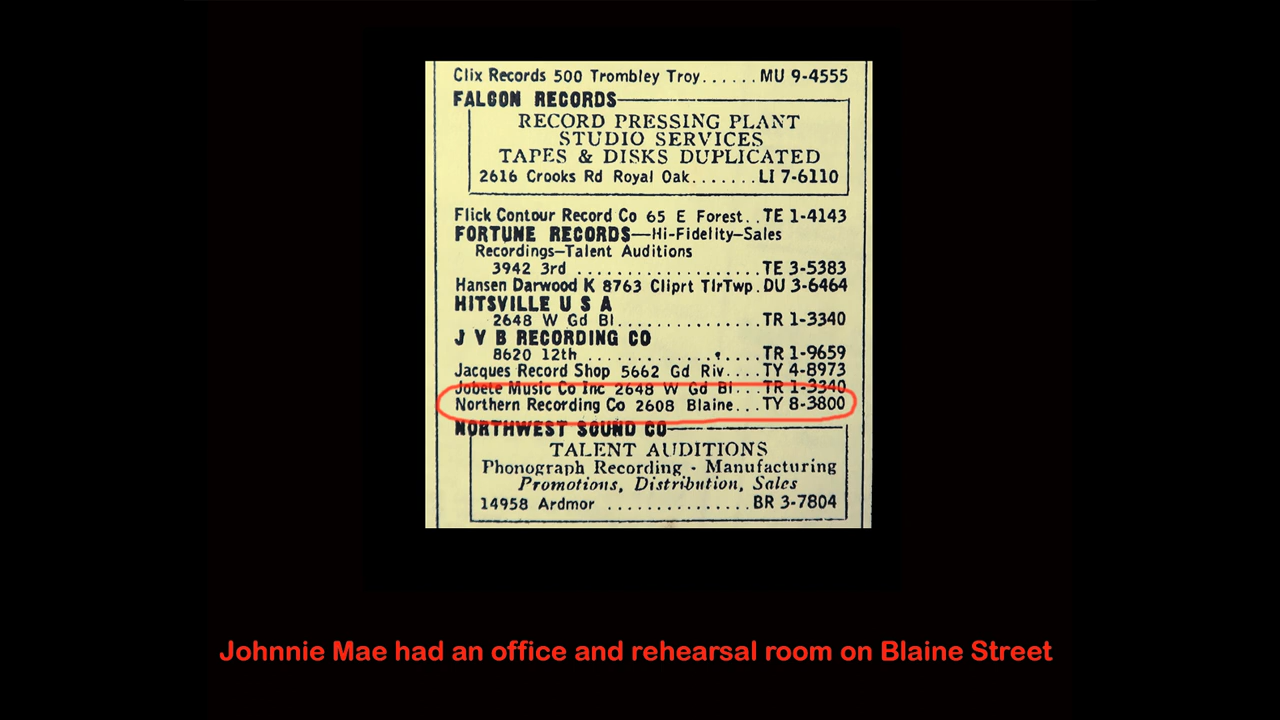 Clix Records 500 Trombley Troy......MU 9-4555
FALCON RECORDS
RECORD PRESSING PLANT
STUDIO SERVICES
TAPES & DISKS DUPLICATED
2616 Crooks Rd Royal Oak.......LI 7-6110
Flick Contour Record Co 65 E Forest..TE 1-4143
FORTUNE RECORDS—Hi-Fidelity—Sales
Recordings—Talent Auditions
3942 3rd ...................TE 3-5383
Hansen Darwood K 8763 Cliprt TlrTwp.DU 3-6464
HITSVILLE U S A
2648 W Gd Bl...............TR 1-3340
J V B RECORDING CO
8620 12th ..................TR 1-9659
Jacques Record Shop 5662 Gd Riv....TY 4-8973
Jobete Music Co Inc 2648 W Gd Bl...TR 1-3340
Northern Recording Co 2608 Blaine...TY 8-3800
NORTHWEST SOUND CO
TALENT AUDITIONS
Phonograph Recording - Manufacturing
Promotions, Distribution, Sales
14958 Ardmor ...............BR 3-7804
Johnnie Mae had an office and rehearsal room on Blaine Street